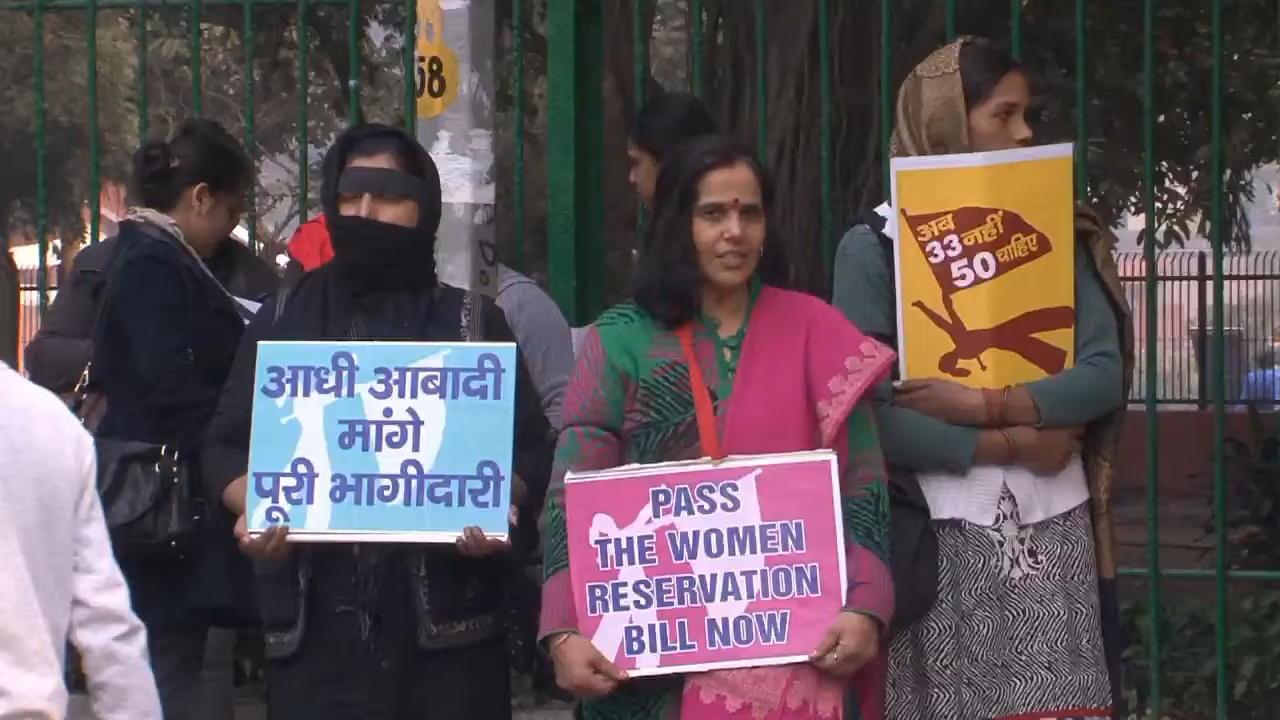 58
आधी आबादी
मांगे
पूरी भागीदारी
PASS
THE WOMEN
RESERVATION
BILL NOW
अब
33 नहीं
50 चाहिए